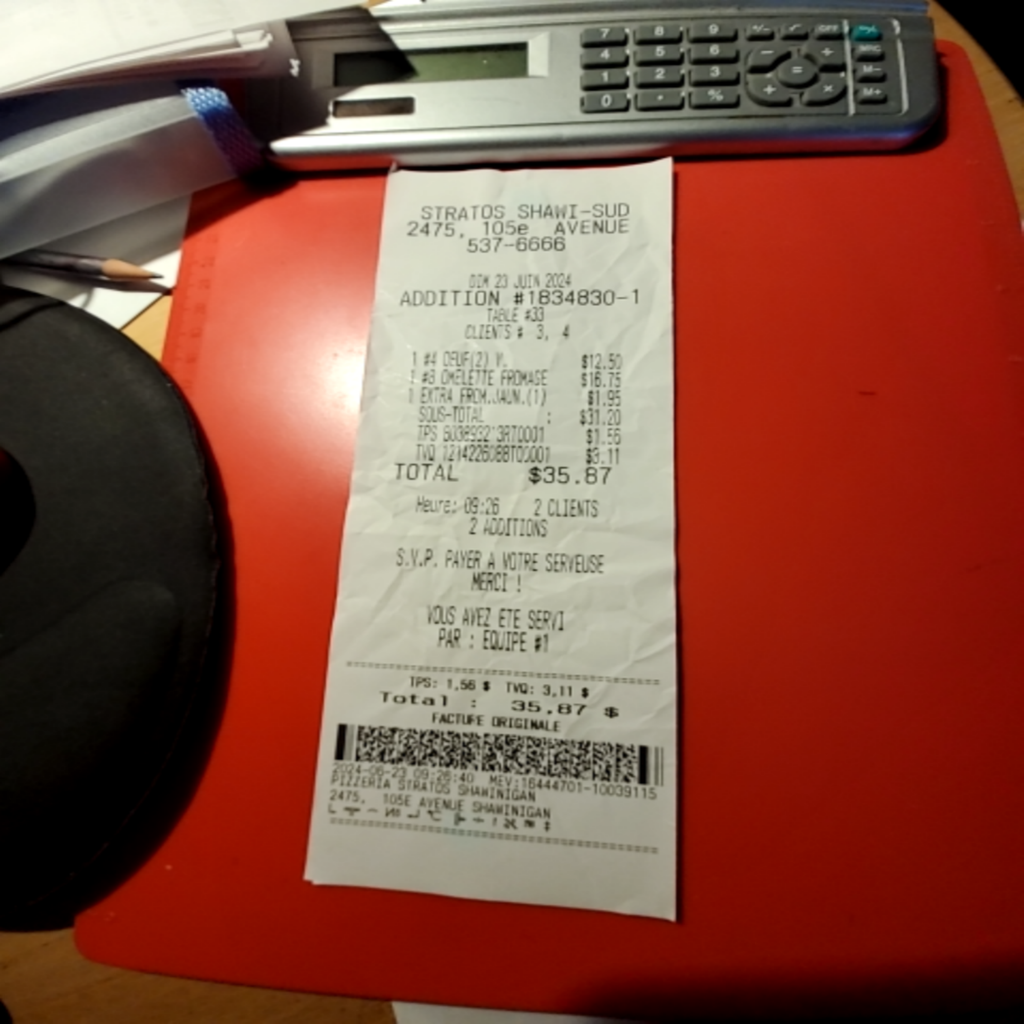 7 8 9 +/- √ OFF
4 5 6 - ÷ MRC
1 2 3 = M-
0 . % + × M+
STRATOS SHAWI-SUD
2475, 105e AVENUE
537-6666
DIM 23 JUIN 2024
ADDITION #1834830-1
TABLE #33
CLIENTS # 3, 4
1 #4 OEUF(2) V. $12.50
1 #8 OMELETTE FROMAGE $16.75
1 EXTRA FROM.JAUN.(1) $1.95
SOUS-TOTAL : $31.20
TPS $1.56
TVQ $3.11
TOTAL $35.87
Heure: 09:26 2 CLIENTS
2 ADDITIONS
S.V.P. PAYER A VOTRE SERVEUSE
MERCI !
VOUS AVEZ ETE SERVI
PAR : EQUIPE #1
TPS: 1,56 $ TVQ: 3,11 $
Total : 35,87 $
FACTURE ORIGINALE
2024-06-23 09:26:40 MEV:16444701-10039115
PIZZERIA STRATOS SHAWINIGAN
2475, 105E AVENUE SHAWINIGAN